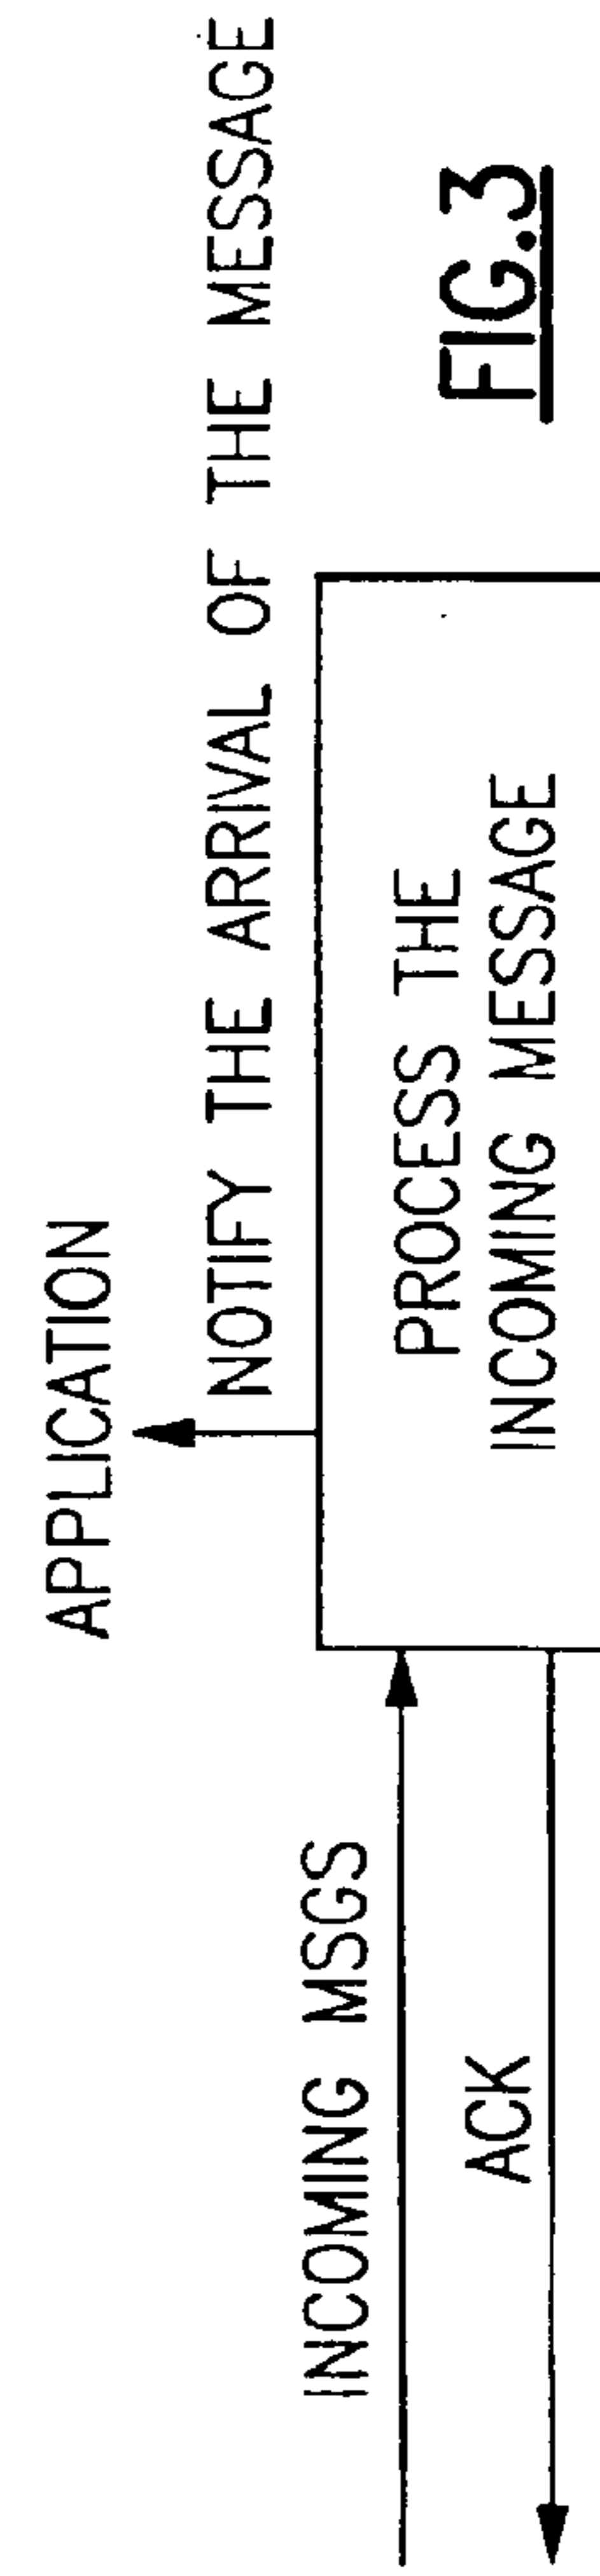 APPLICATION
NOTIFY THE ARRIVAL OF THE MESSAGE
INCOMING MSGS
PROCESS THE
INCOMING MESSAGE
ACK
FIG.3